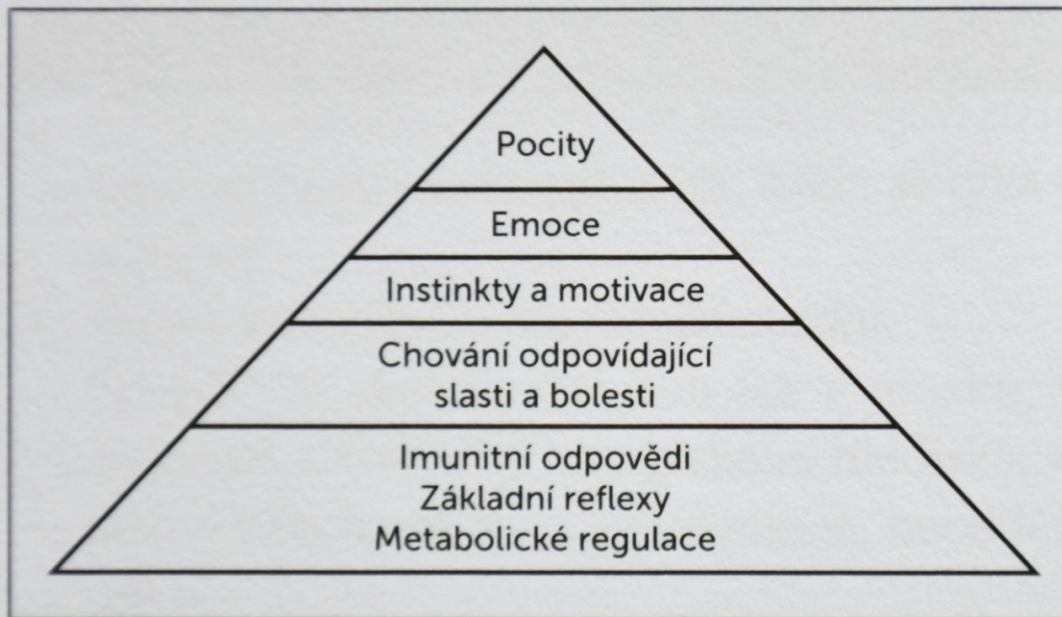 Pocity
Emoce
Instinkty a motivace
Chování odpovídající
slasti a bolesti
Imunitní odpovědi
Základní reflexy
Metabolické regulace